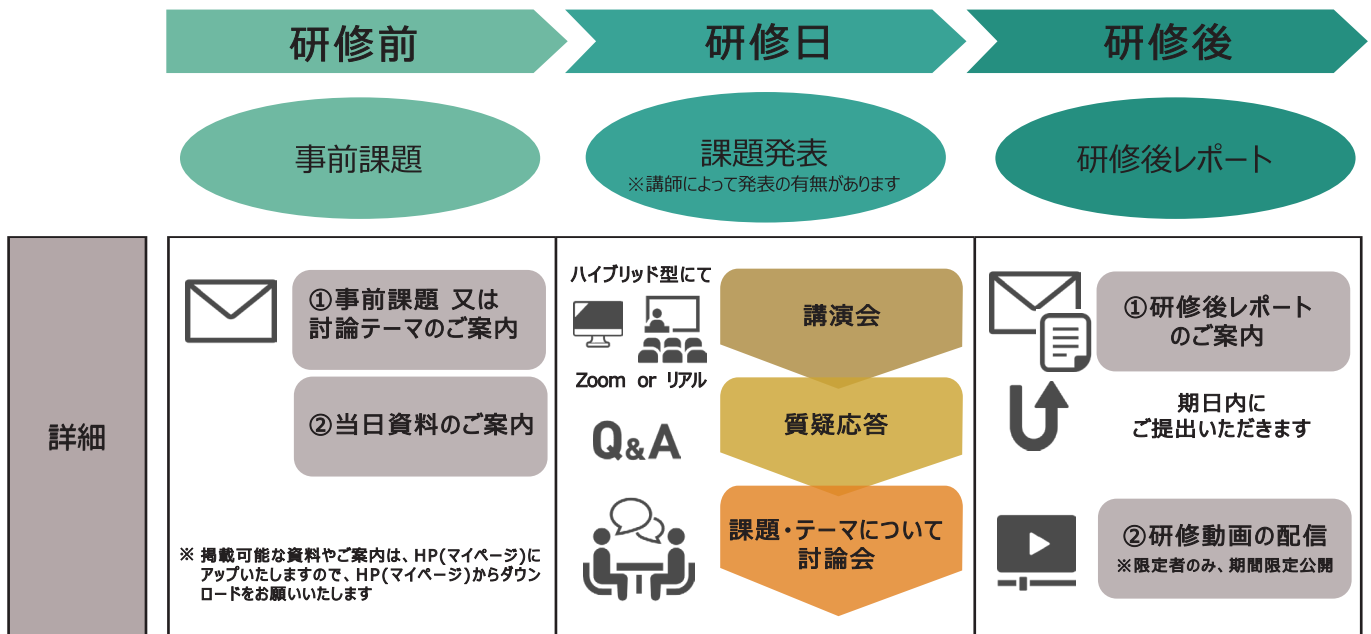 研修前
研修日
研修後
事前課題
課題発表
※講師によって発表の有無があります
研修後レポート
詳細
①事前課題 又は
討論テーマのご案内
②当日資料のご案内
※ 掲載可能な資料やご案内は、HP(マイページ)に
アップいたしますので、HP(マイページ)からダウン
ロードをお願いいたします
ハイブリッド型にて
Zoom or リアル
講演会
Q&A
質疑応答
課題・テーマについて
討論会
①研修後レポート
のご案内
期日内に
ご提出いただきます
②研修動画の配信
※限定者のみ、期間限定公開